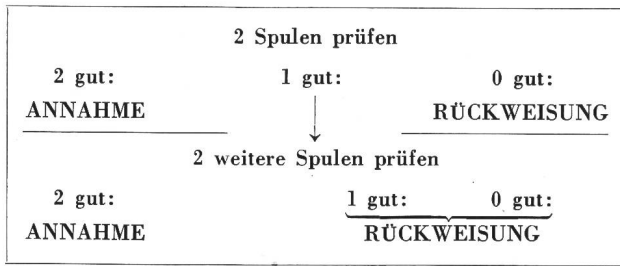 2 Spulen prüfen
2 gut: 1 gut: 0 gut:
ANNAHME RÜCKWEISUNG
2 weitere Spulen prüfen
2 gut: 1 gut: 0 gut:
ANNAHME RÜCKWEISUNG